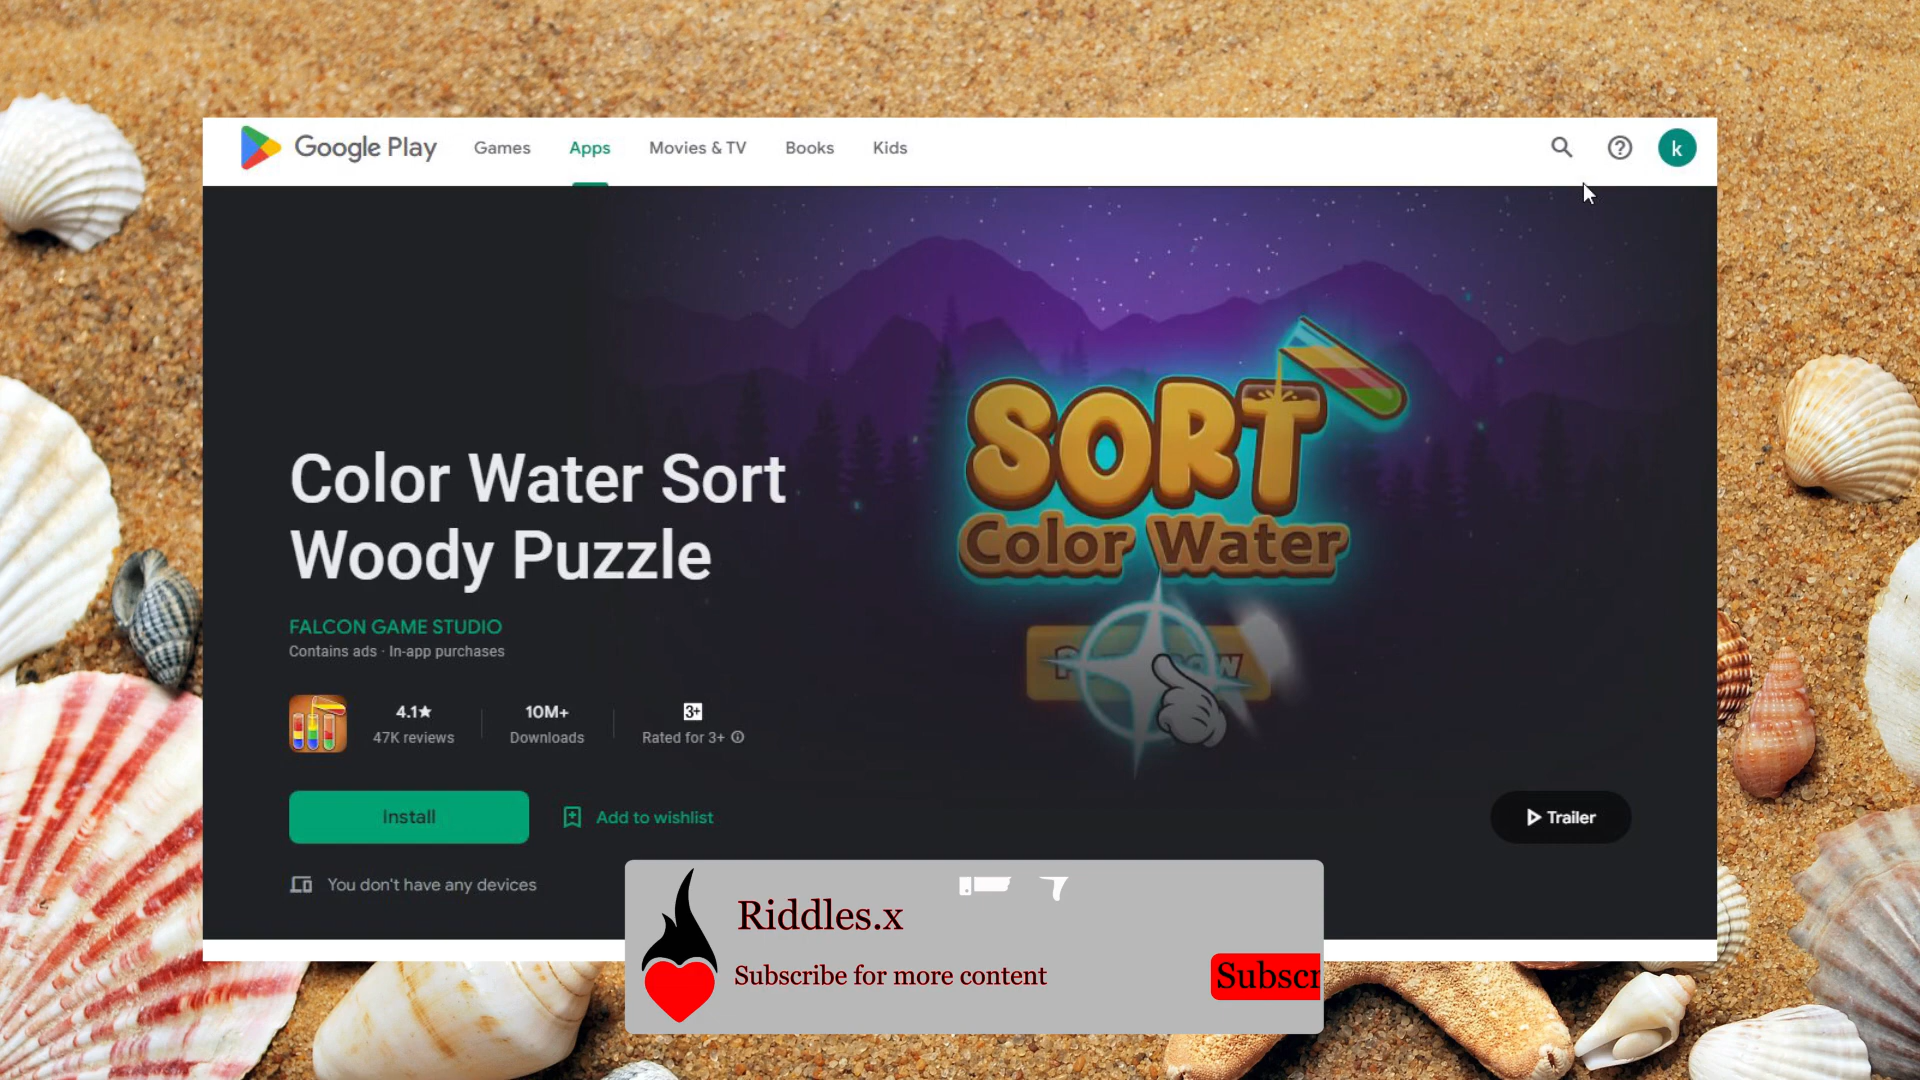 Google Play Games Apps Movies & TV Books Kids k
SORT
Color Water
Color Water Sort
Woody Puzzle
FALCON GAME STUDIO
Contains ads · In-app purchases
4.1★ 10M+ 3+
47K reviews Downloads Rated for 3+
Install Add to wishlist Trailer
You don't have any devices
Riddles.x
Subscribe for more content
Subscr